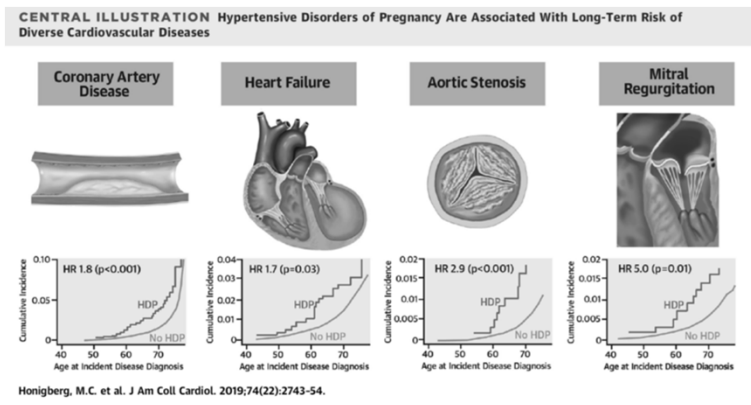 CENTRAL ILLUSTRATION Hypertensive Disorders of Pregnancy Are Associated With Long-Term Risk of
Diverse Cardiovascular Diseases
Coronary Artery
Disease
Heart Failure
Aortic Stenosis
Mitral
Regurgitation
Cumulative Incidence
0.10
0.05
0
HR 1.8 (p<0.001)
HDP
No HDP
40 50 60 70
Age at Incident Disease Diagnosis
Cumulative Incidence
0.04
0.03
0.02
0.01
0
HR 1.7 (p=0.03)
HDP
No HDP
40 50 60 70
Age at Incident Disease Diagnosis
Cumulative Incidence
0.02
0.015
0.01
0.005
0
HR 2.9 (p<0.001)
HDP
No HDP
40 50 60 70
Age at Incident Disease Diagnosis
Cumulative Incidence
0.02
0.015
0.01
0.005
0
HR 5.0 (p=0.01)
HDP
No HDP
40 50 60 70
Age at Incident Disease Diagnosis
Honigberg, M.C. et al. J Am Coll Cardiol. 2019;74(22):2743-54.